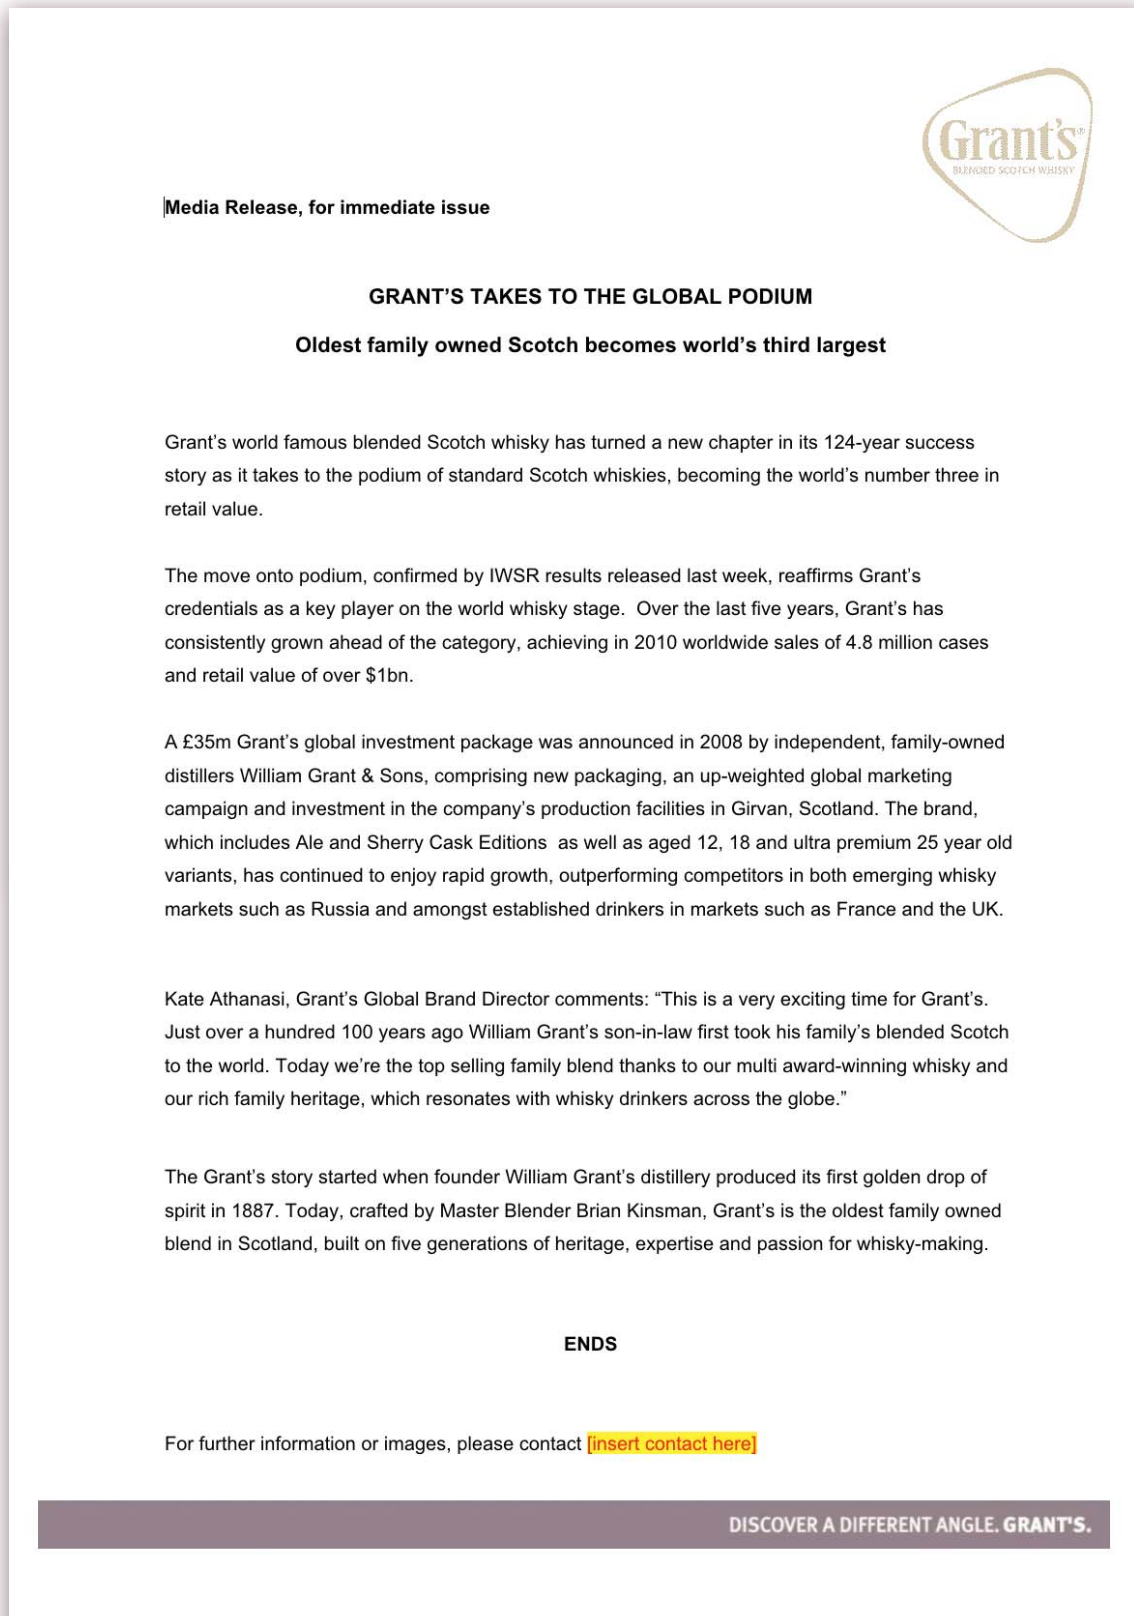 Grant's®
BLENDED SCOTCH WHISKY
Media Release, for immediate issue
GRANT’S TAKES TO THE GLOBAL PODIUM
Oldest family owned Scotch becomes world’s third largest
Grant’s world famous blended Scotch whisky has turned a new chapter in its 124-year success
story as it takes to the podium of standard Scotch whiskies, becoming the world’s number three in
retail value.
The move onto podium, confirmed by IWSR results released last week, reaffirms Grant’s
credentials as a key player on the world whisky stage.  Over the last five years, Grant’s has
consistently grown ahead of the category, achieving in 2010 worldwide sales of 4.8 million cases
and retail value of over $1bn.
A £35m Grant’s global investment package was announced in 2008 by independent, family-owned
distillers William Grant & Sons, comprising new packaging, an up-weighted global marketing
campaign and investment in the company’s production facilities in Girvan, Scotland. The brand,
which includes Ale and Sherry Cask Editions  as well as aged 12, 18 and ultra premium 25 year old
variants, has continued to enjoy rapid growth, outperforming competitors in both emerging whisky
markets such as Russia and amongst established drinkers in markets such as France and the UK.
Kate Athanasi, Grant’s Global Brand Director comments: “This is a very exciting time for Grant’s.
Just over a hundred 100 years ago William Grant’s son-in-law first took his family’s blended Scotch
to the world. Today we’re the top selling family blend thanks to our multi award-winning whisky and
our rich family heritage, which resonates with whisky drinkers across the globe.”
The Grant’s story started when founder William Grant’s distillery produced its first golden drop of
spirit in 1887. Today, crafted by Master Blender Brian Kinsman, Grant’s is the oldest family owned
blend in Scotland, built on five generations of heritage, expertise and passion for whisky-making.
ENDS
For further information or images, please contact [insert contact here]
DISCOVER A DIFFERENT ANGLE. GRANT'S.